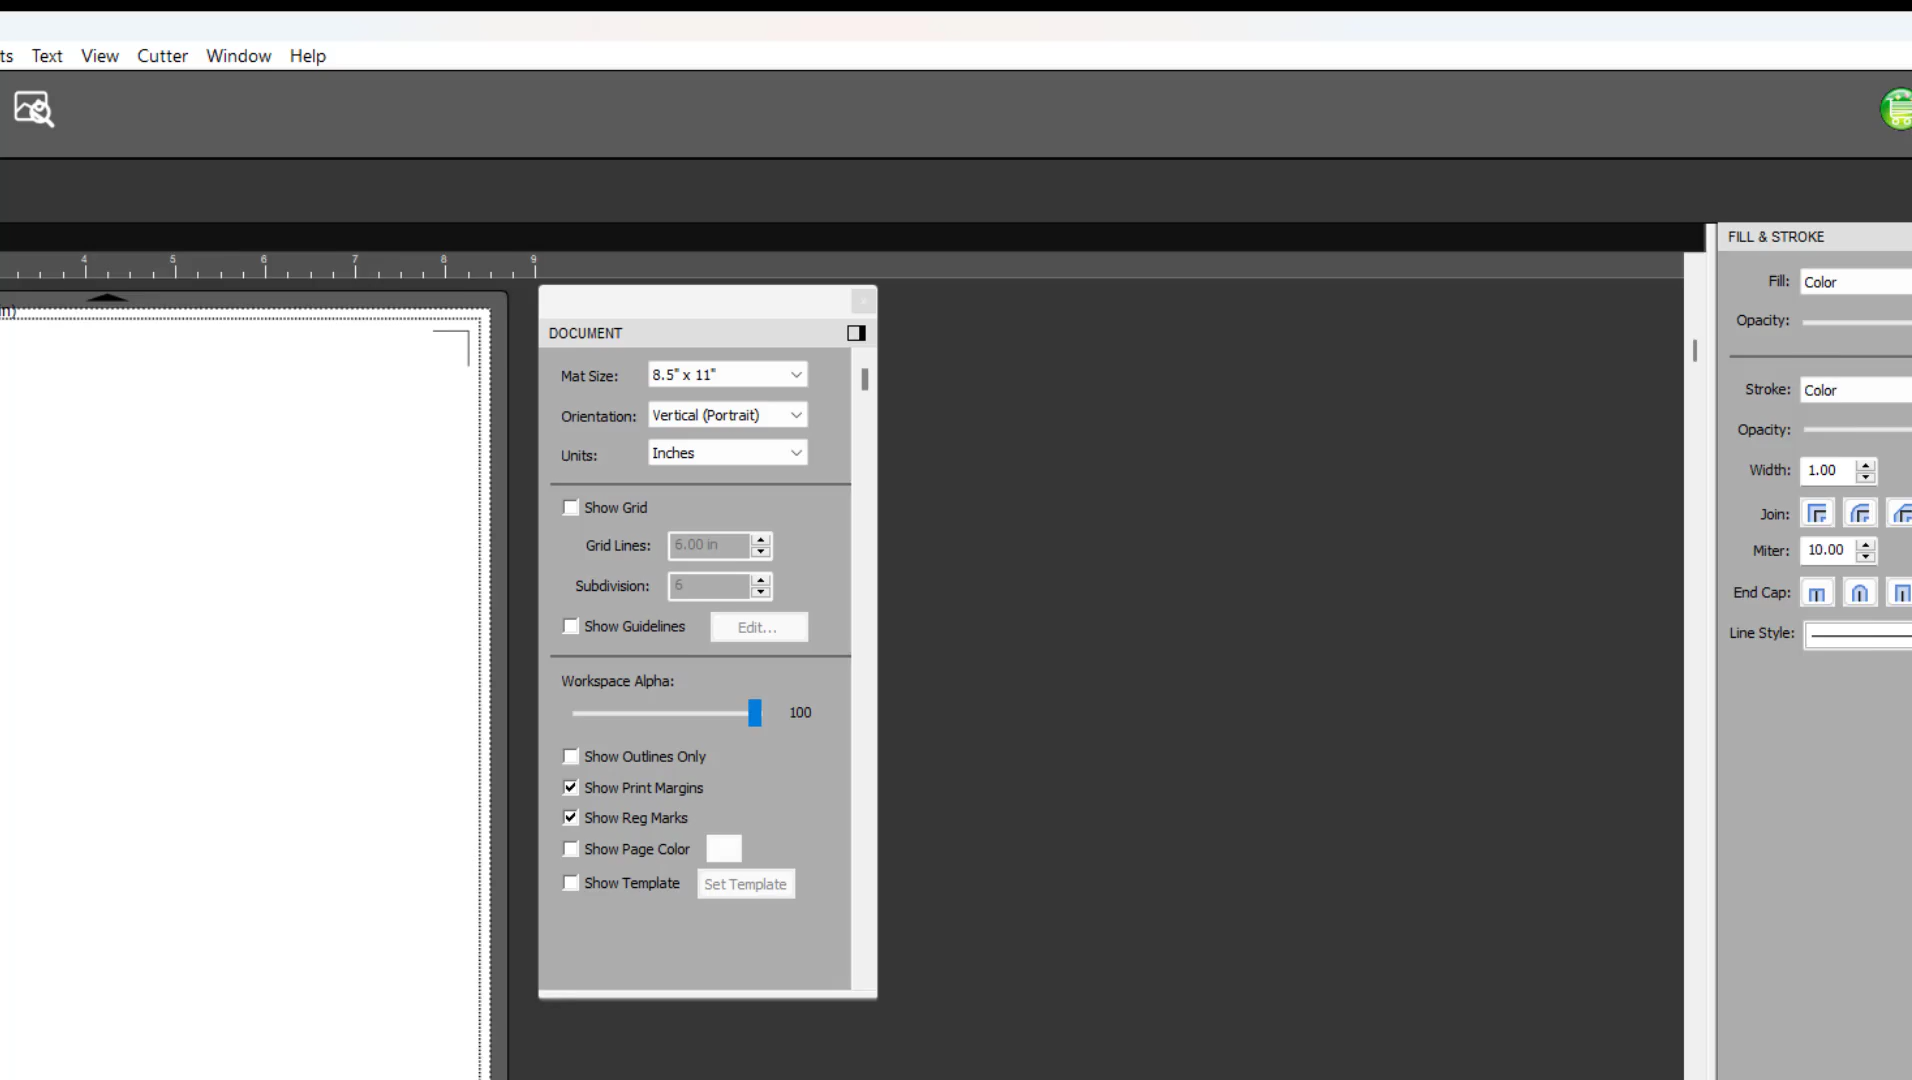 ts Text View Cutter Window Help
4 5 6 7 8 9
in)
DOCUMENT
Mat Size: 8.5" x 11"
Orientation: Vertical (Portrait)
Units: Inches
Show Grid
Grid Lines: 6.00 in
Subdivision: 6
Show Guidelines Edit...
Workspace Alpha:
100
Show Outlines Only
Show Print Margins
Show Reg Marks
Show Page Color
Show Template Set Template
FILL & STROKE
Fill: Color
Opacity:
Stroke: Color
Opacity:
Width: 1.00
Join:
Miter: 10.00
End Cap:
Line Style: